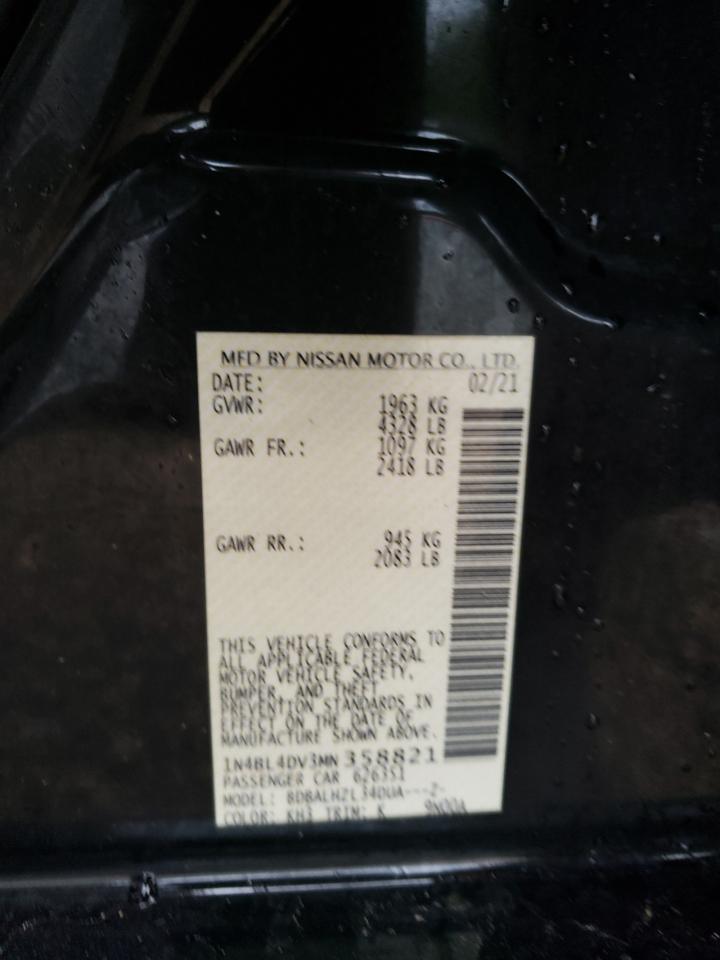 MFD BY NISSAN MOTOR CO., LTD.
DATE: 02/21
GVWR: 1963 KG
4328 LB
GAWR FR.: 1097 KG
2418 LB
GAWR RR.: 945 KG
2083 LB
THIS VEHICLE CONFORMS TO
ALL APPLICABLE FEDERAL
MOTOR VEHICLE SAFETY,
BUMPER, AND THEFT
PREVENTION STANDARDS IN
EFFECT ON THE DATE OF
MANUFACTURE SHOWN ABOVE.
1N4BL4DV3MN358821
PASSENGER CAR 626351
MODEL: BDBALHZL34DUA---Z-
COLOR: KH3 TRIM: K 9N00A